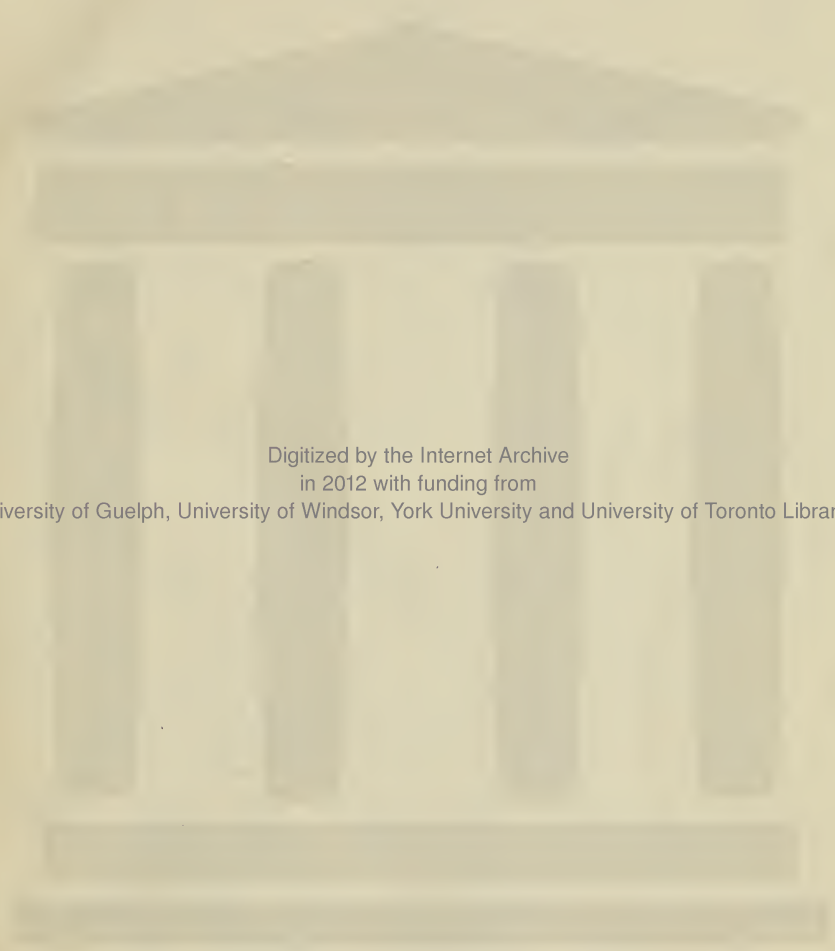 Digitized by the Internet Archive
in 2012 with funding from
iversity of Guelph, University of Windsor, York University and University of Toronto Librar